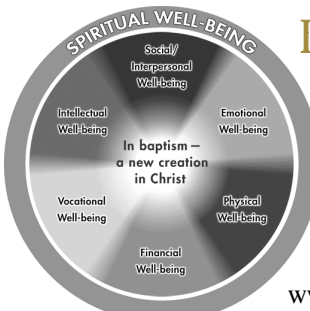 SPIRITUAL WELL-BEING
Social/
Interpersonal
Well-being
Emotional
Well-being
Physical
Well-being
Financial
Well-being
Vocational
Well-being
Intellectual
Well-being
In baptism –
a new creation
in Christ